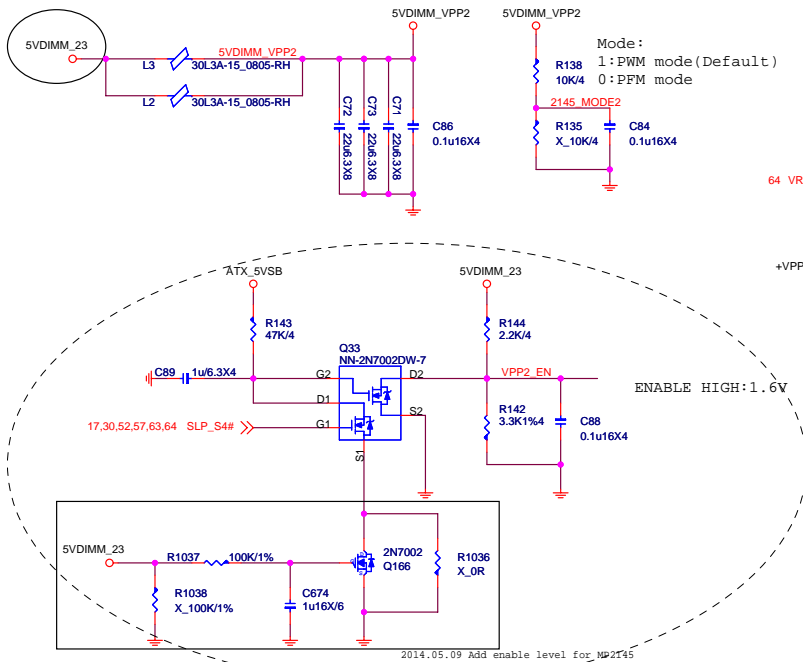 5VDIMM_23
5VDIMM_VPP2
L3
30L3A-15_0805-RH
L2
30L3A-15_0805-RH
5VDIMM_VPP2
C72
22u6.3X8
C73
22u6.3X8
C71
22u6.3X8
C86
0.1u16X4
5VDIMM_VPP2
R138
10K/4
Mode:
1:PWM mode(Default)
0:PFM mode
2145_MODE2
R135
X_10K/4
C84
0.1u16X4
64 VR
+VPP
ATX_5VSB
R143
47K/4
C89
1u/6.3X4
Q33
NN-2N7002DW-7
G2
D1
G1
S1
D2
S2
17,30,52,57,63,64 SLP_S4#
5VDIMM_23
R144
2.2K/4
VPP2_EN
ENABLE HIGH:1.6V
R142
3.3K1%4
C88
0.1u16X4
5VDIMM_23
R1037
100K/1%
R1038
X_100K/1%
C674
1u16X/6
2N7002
Q166
R1036
X_0R
2014.05.09 Add enable level for MP2145